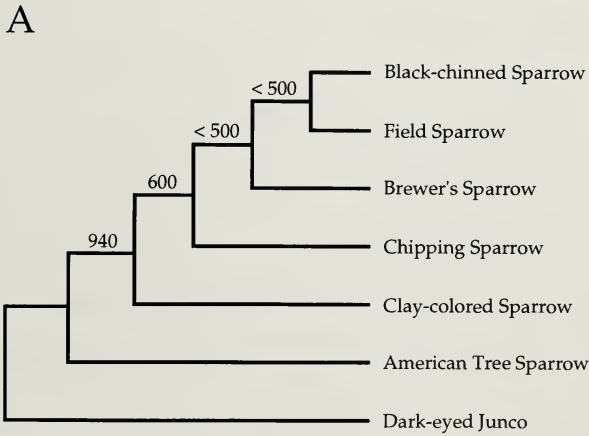 A
Black-chinned Sparrow
< 500
Field Sparrow
< 500
Brewer's Sparrow
600
Chipping Sparrow
940
Clay-colored Sparrow
American Tree Sparrow
Dark-eyed Junco